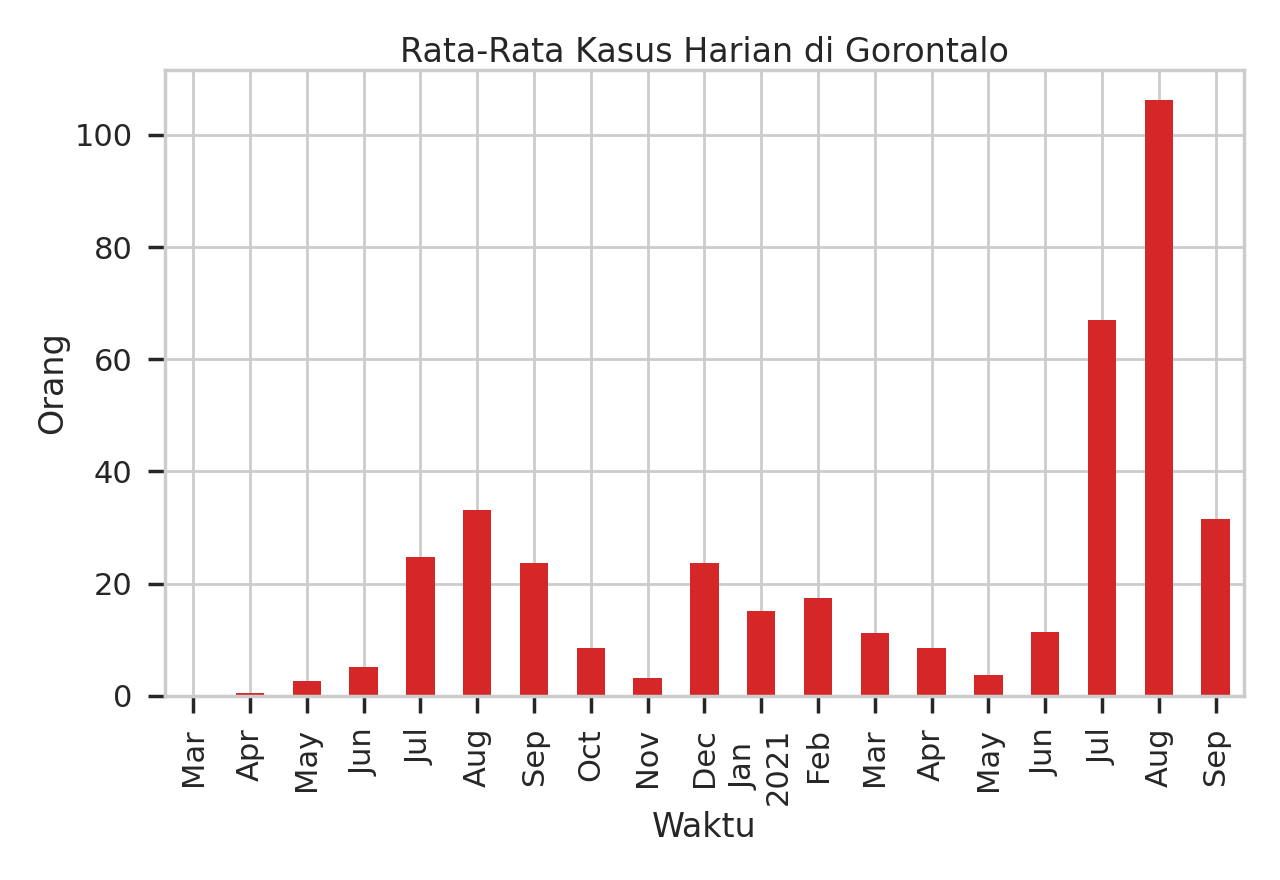 Rata-Rata Kasus Harian di Gorontalo
Orang
100
80
60
40
20
0
Mar
Apr
May
Jun
Jul
Aug
Sep
Oct
Nov
Dec
Jan
2021
Feb
Mar
Apr
May
Jun
Jul
Aug
Sep
Waktu